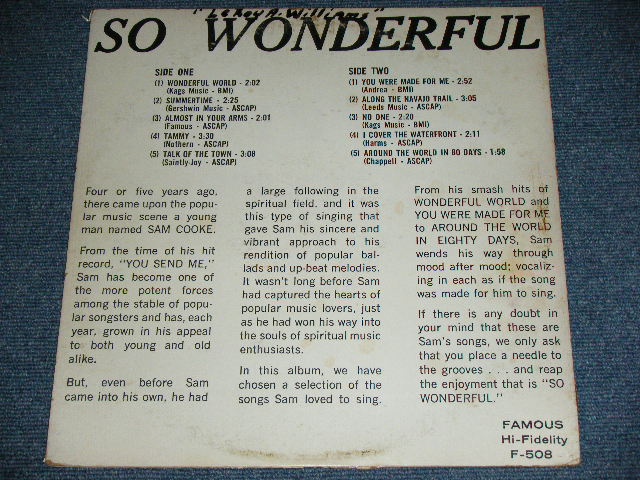 "LeRoy A. Williams"
SO WONDERFUL
SIDE ONE
(1) WONDERFUL WORLD - 2:02
(Kags Music - BMI)
(2) SUMMERTIME - 2:25
(Gershwin Music - ASCAP)
(3) ALMOST IN YOUR ARMS - 2:01
(Famous - ASCAP)
(4) TAMMY - 3:30
(Nothern - ASCAP)
(5) TALK OF THE TOWN - 3:08
(Saintly-Joy - ASCAP)
SIDE TWO
(1) YOU WERE MADE FOR ME - 2:52
(Andrea - BMI)
(2) ALONG THE NAVAJO TRAIL - 3:05
(Leeds Music - ASCAP)
(3) NO ONE - 2:20
(Kags Music - BMI)
(4) I COVER THE WATERFRONT - 2:11
(Harms - ASCAP)
(5) AROUND THE WORLD IN 80 DAYS - 1:58
(Chappell - ASCAP)
Four or five years ago,
there came upon the popu-
lar music scene a young
man named SAM COOKE.
From the time of his hit
record, "YOU SEND ME,"
Sam has become one of
the more potent forces
among the stable of popu-
lar songsters and has, each
year, grown in his appeal
to both young and old
alike.
But, even before Sam
came into his own, he had
a large following in the
spiritual field. and it was
this type of singing that
gave Sam his sincere and
vibrant approach to his
rendition of popular bal-
lads and up-beat melodies.
It wasn't long before Sam
had captured the hearts of
popular music lovers, just
as he had won his way into
the souls of spiritual music
enthusiasts.
In this album, we have
chosen a selection of the
songs Sam loved to sing.
From his smash hits of
WONDERFUL WORLD and
YOU WERE MADE FOR ME
to AROUND THE WORLD
IN EIGHTY DAYS, Sam
wends his way through
mood after mood; vocaliz-
ing in each as if the song
was made for him to sing.
If there is any doubt in
your mind that these are
Sam's songs, we only ask
that you place a needle to
the grooves . . . and reap
the enjoyment that is "SO
WONDERFUL."
FAMOUS
Hi-Fidelity
F-508